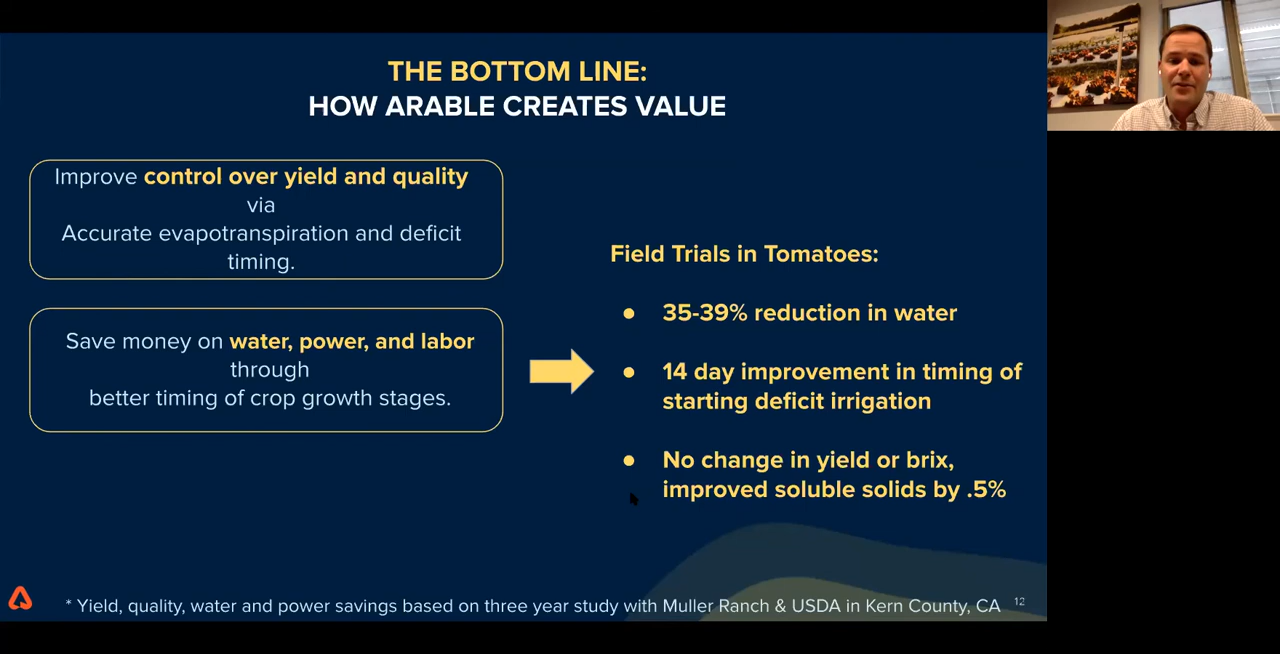 THE BOTTOM LINE:
HOW ARABLE CREATES VALUE
Improve control over yield and quality
via
Accurate evapotranspiration and deficit
timing.
Save money on water, power, and labor
through
better timing of crop growth stages.
Field Trials in Tomatoes:
● 35-39% reduction in water
● 14 day improvement in timing of
starting deficit irrigation
● No change in yield or brix,
improved soluble solids by .5%
* Yield, quality, water and power savings based on three year study with Muller Ranch & USDA in Kern County, CA
12